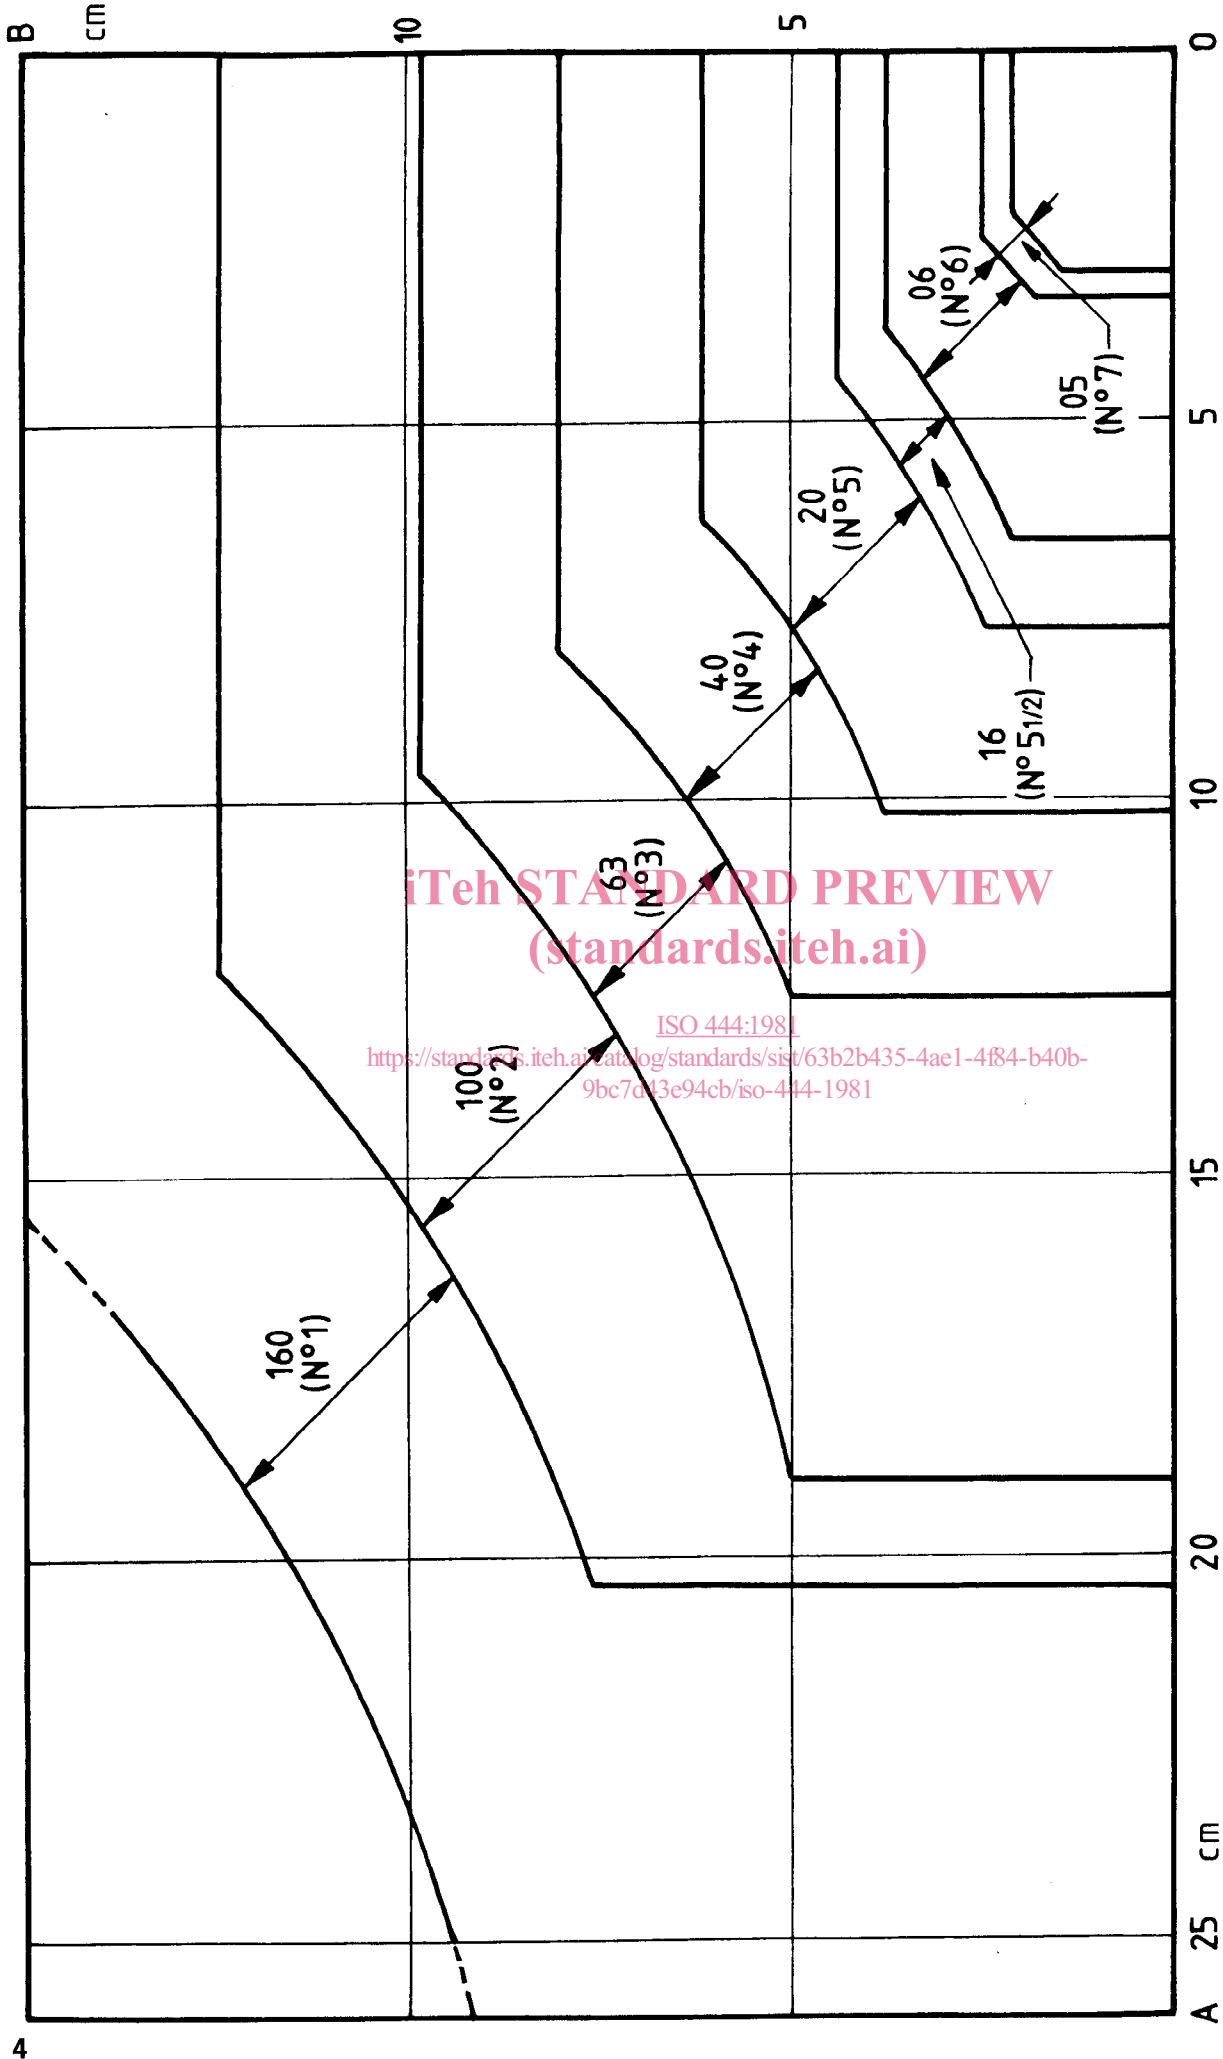 B
cm
10
5
0
06
(N°6)
05
(N°7)
5
20
(N°5)
40
(N°4)
16
(N°5 1/2)
10
63
(N°3)
iTeh STANDARD PREVIEW
(standards.iteh.ai)
ISO 444:1981
https://standards.iteh.ai/catalog/standards/sist/63b2b435-4ae1-4f84-b40b-
9bc7d43e94cb/iso-444-1981
100
(N°2)
15
160
(N°1)
20
cm
25
A
4